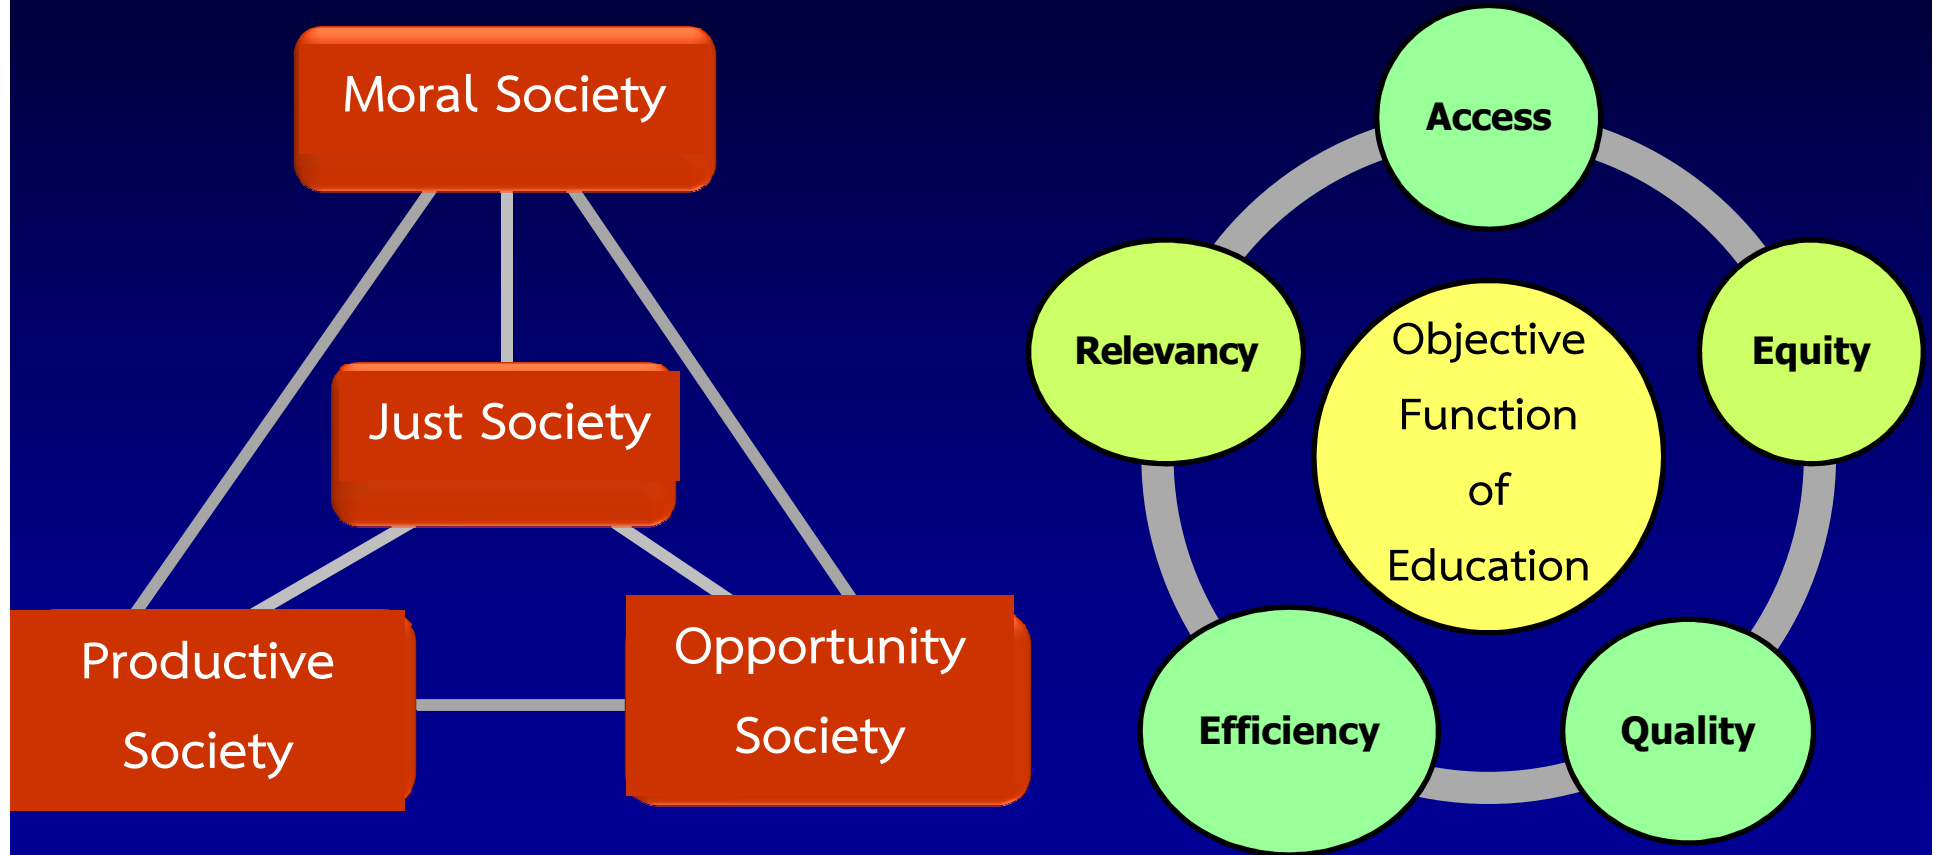 Moral Society
Just Society
Productive
Society
Opportunity
Society
Access
Relevancy
Equity
Objective
Function
of
Education
Efficiency
Quality